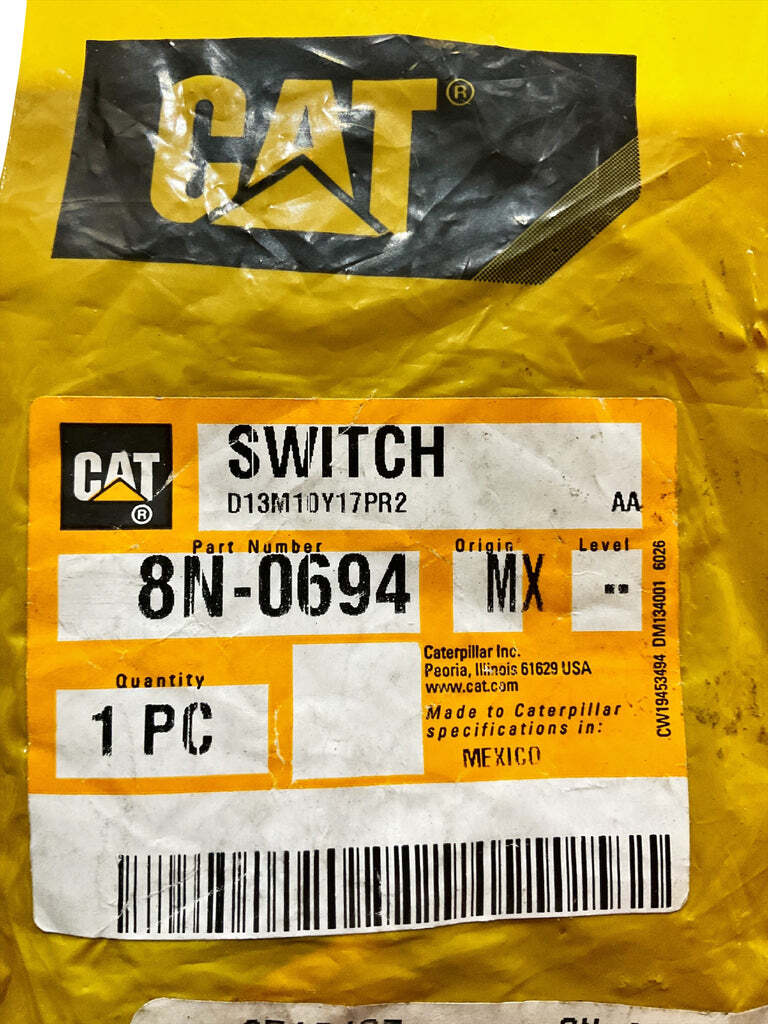 CAT ®
CAT ®
SWITCH
D13M10Y17PR2 AA
Part Number Origin Level
8N-0694 MX --
Caterpillar Inc.
Peoria, Illinois 61629 USA
www.cat.com
Quantity
1 PC
Made to Caterpillar
specifications in:
MEXICO
CW19453494 DM134001 6026